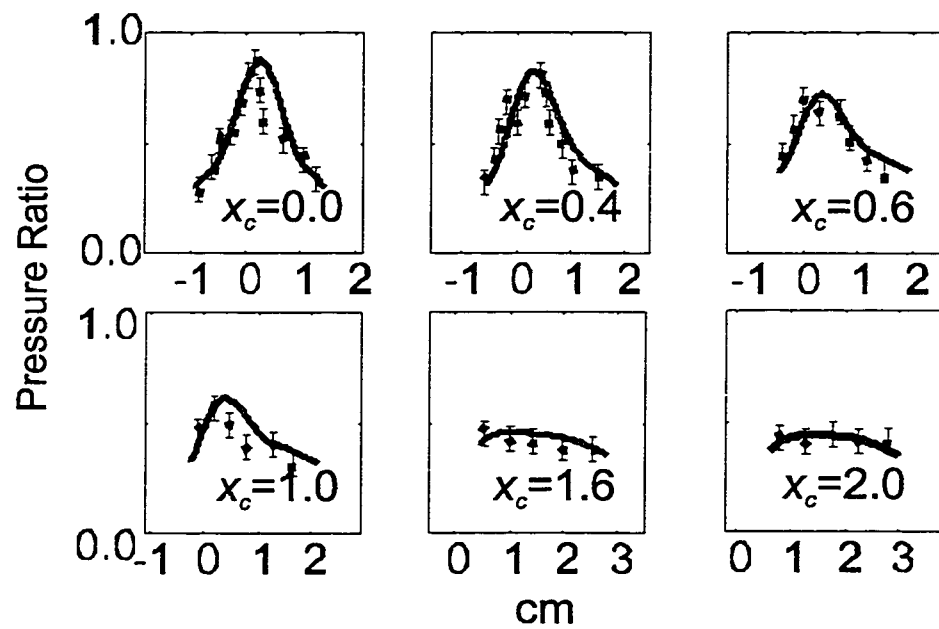 Pressure Ratio
1.0
0.0
x_c=0.0
-1 0 1 2
x_c=0.4
-1 0 1 2
x_c=0.6
-1 0 1 2
1.0
0.0
x_c=1.0
-1 0 1 2
x_c=1.6
0 1 2 3
x_c=2.0
0 1 2 3
cm